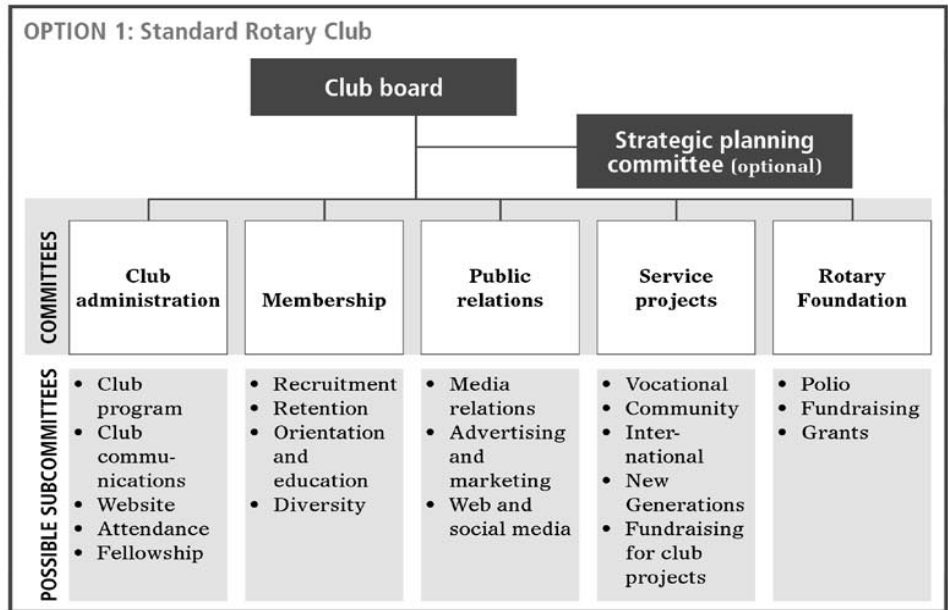 OPTION 1: Standard Rotary Club
Club board
Strategic planning
committee (optional)
COMMITTEES
Club
administration
Membership
Public
relations
Service
projects
Rotary
Foundation
POSSIBLE SUBCOMMITTEES
• Club
program
• Club
commu-
nications
• Website
• Attendance
• Fellowship
• Recruitment
• Retention
• Orientation
and
education
• Diversity
• Media
relations
• Advertising
and
marketing
• Web and
social media
• Vocational
• Community
• Inter-
national
• New
Generations
• Fundraising
for club
projects
• Polio
• Fundraising
• Grants